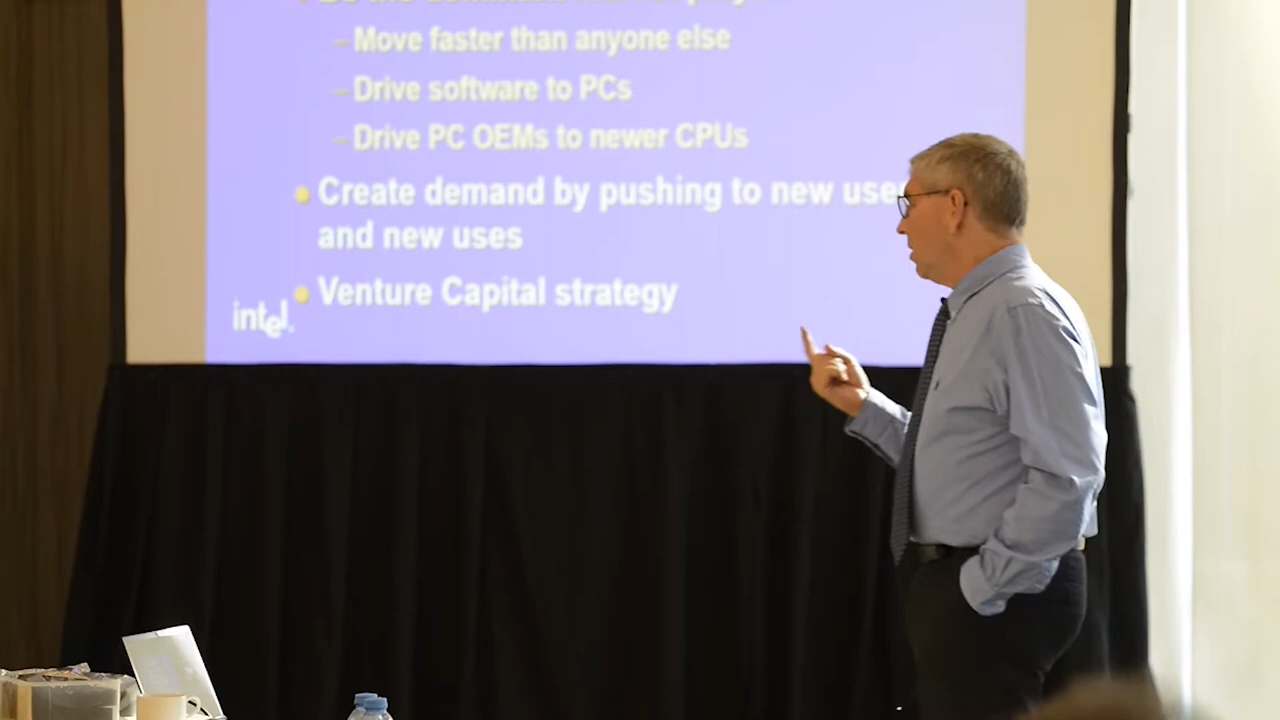 – Move faster than anyone else
– Drive software to PCs
– Drive PC OEMs to newer CPUs
• Create demand by pushing to new
and new uses
• Venture Capital strategy
intel.